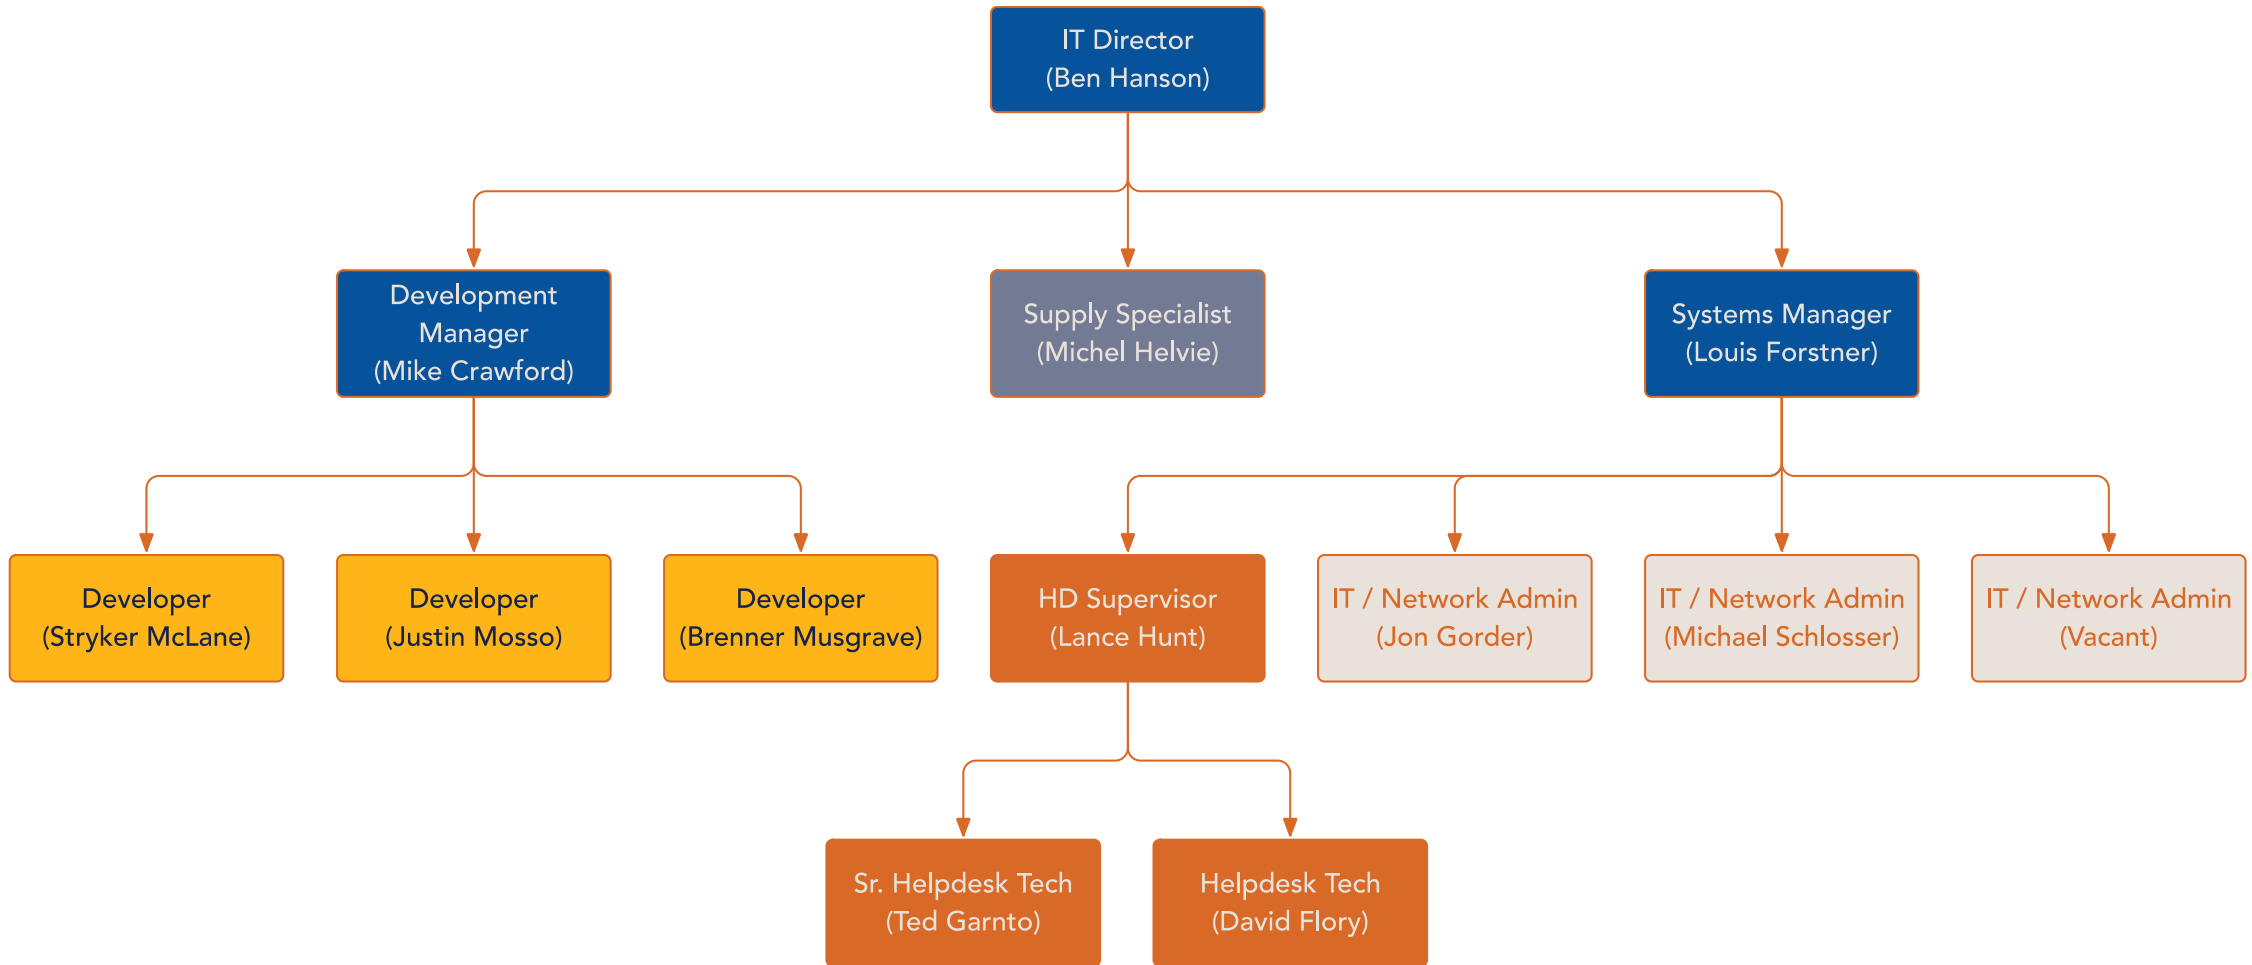 IT Director
(Ben Hanson)
Development
Manager
(Mike Crawford)
Supply Specialist
(Michel Helvie)
Systems Manager
(Louis Forstner)
Developer
(Stryker McLane)
Developer
(Justin Mosso)
Developer
(Brenner Musgrave)
HD Supervisor
(Lance Hunt)
IT / Network Admin
(Jon Gorder)
IT / Network Admin
(Michael Schlosser)
IT / Network Admin
(Vacant)
Sr. Helpdesk Tech
(Ted Garnto)
Helpdesk Tech
(David Flory)